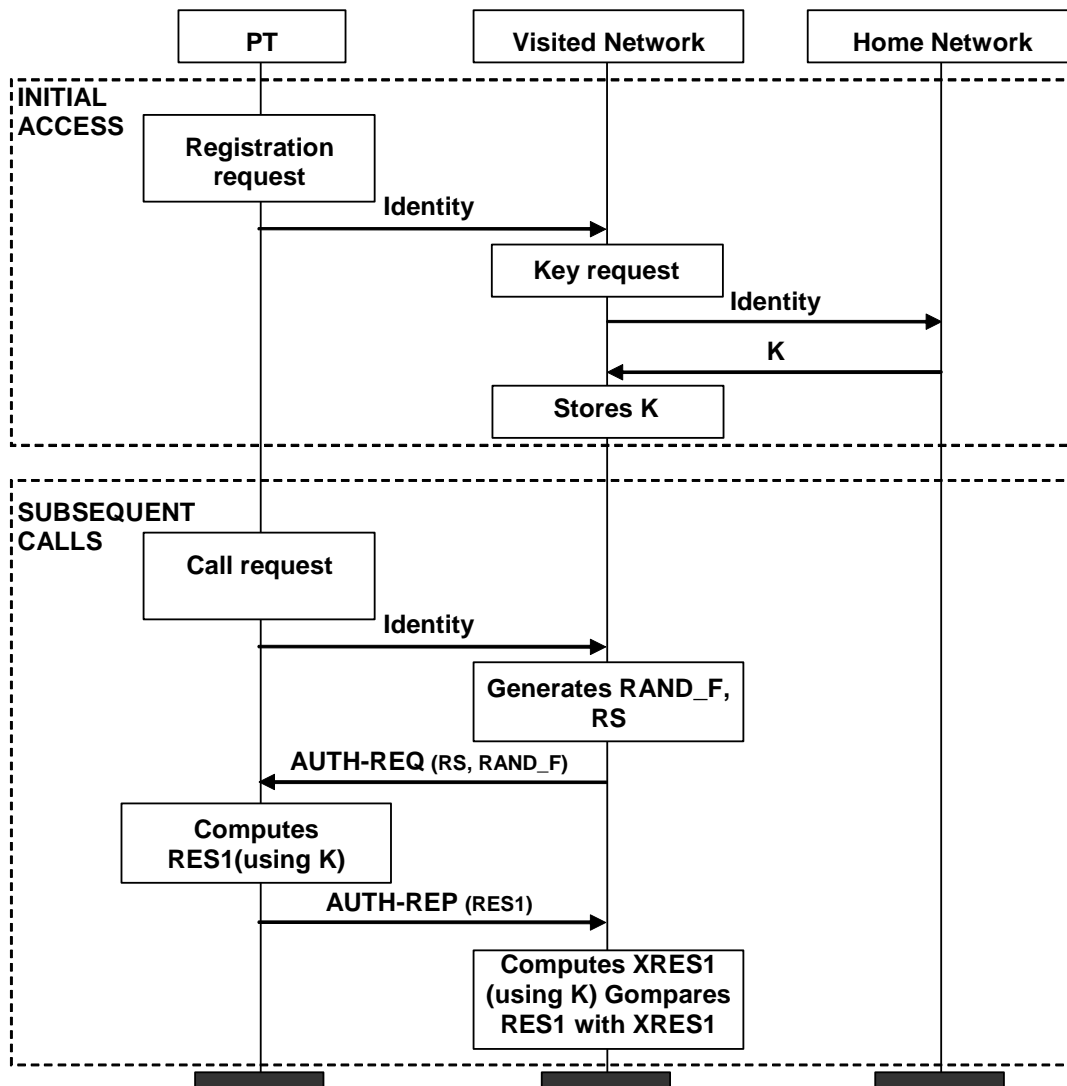 PT
Visited Network
Home Network
INITIAL
ACCESS
Registration
request
Identity
Key request
Identity
K
Stores K
SUBSEQUENT
CALLS
Call request
Identity
Generates RAND_F,
RS
AUTH-REQ (RS, RAND_F)
Computes
RES1(using K)
AUTH-REP (RES1)
Computes XRES1
(using K) Gompares
RES1 with XRES1